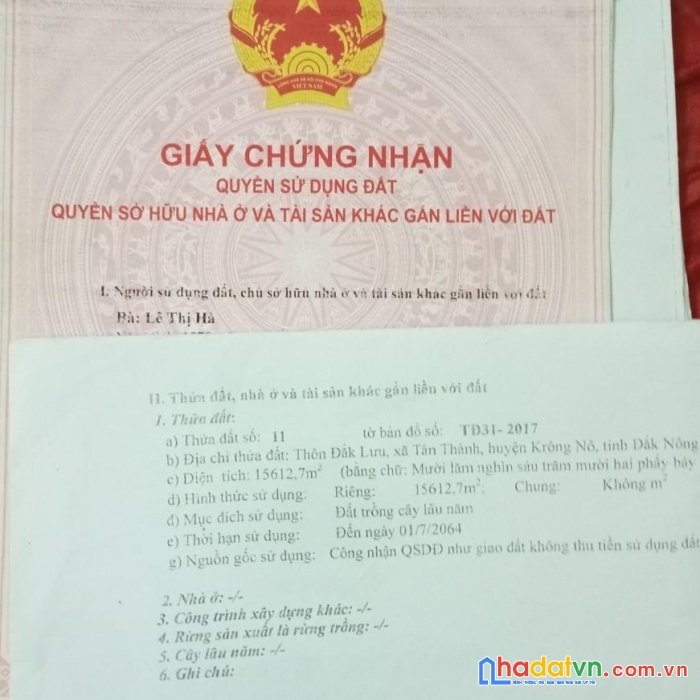 VIỆT NAM
GIẤY CHỨNG NHẬN
QUYỀN SỬ DỤNG ĐẤT
QUYỀN SỞ HỮU NHÀ Ở VÀ TÀI SẢN KHÁC GẮN LIỀN VỚI ĐẤT
I. Người sử dụng đất, chủ sở hữu nhà ở và tài sản khác gắn liền với đất
Bà: Lê Thị Hà
II. Thửa đất, nhà ở và tài sản khác gắn liền với đất
1. Thửa đất:
a) Thửa đất số: 11 tờ bản đồ số: TĐ31- 2017
b) Địa chỉ thửa đất: Thôn Đắk Lưu, xã Tân Thành, huyện Krông Nô, tỉnh Đắk Nông
c) Diện tích: 15612,7m² (bằng chữ: Mười lăm nghìn sáu trăm mười hai phẩy bảy
d) Hình thức sử dụng: Riêng: 15612,7m²; Chung: Không m²
đ) Mục đích sử dụng: Đất trồng cây lâu năm
e) Thời hạn sử dụng: Đến ngày 01/7/2064
g) Nguồn gốc sử dụng: Công nhận QSDĐ như giao đất không thu tiền sử dụng đất
2. Nhà ở: -/-
3. Công trình xây dựng khác: -/-
4. Rừng sản xuất là rừng trồng: -/-
5. Cây lâu năm: -/-
6. Ghi chú:
nhadatvn.com.vn